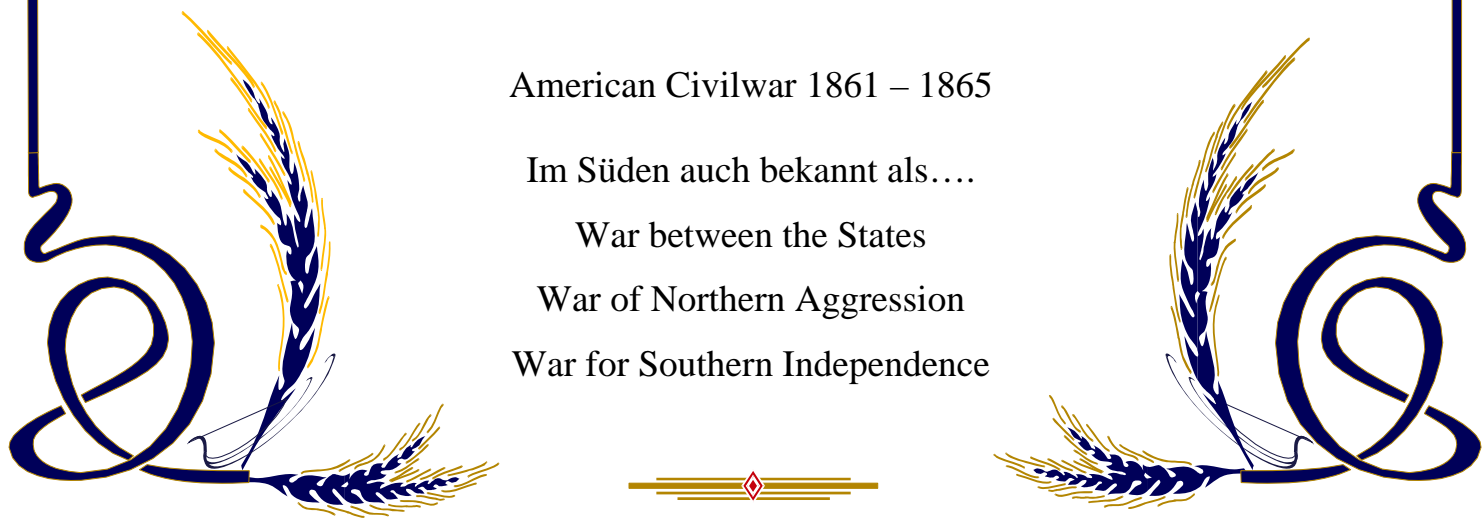 American Civilwar 1861 – 1865
Im Süden auch bekannt als….
War between the States
War of Northern Aggression
War for Southern Independence